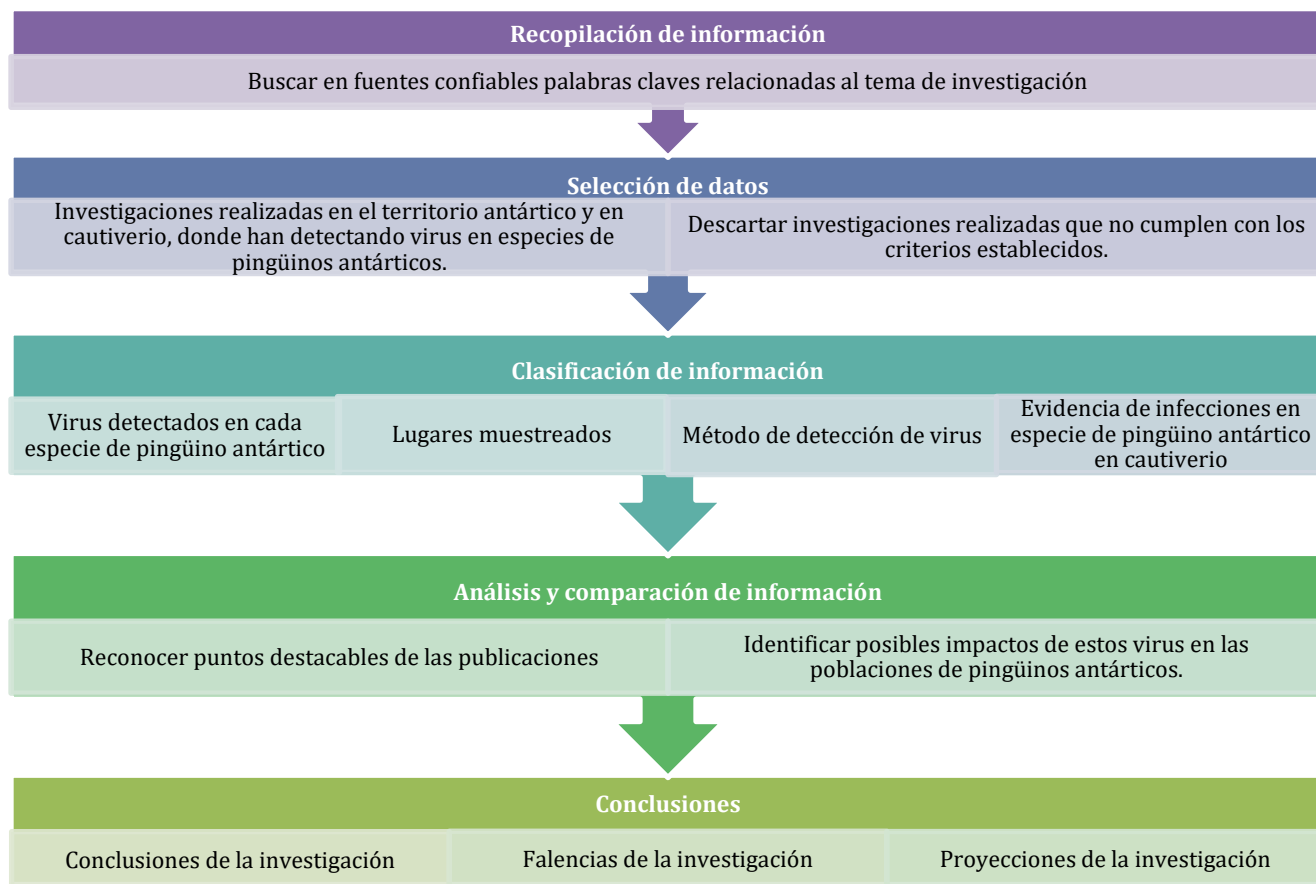 Recopilación de información
Buscar en fuentes confiables palabras claves relacionadas al tema de investigación
Selección de datos
Investigaciones realizadas en el territorio antártico y en
cautiverio, donde han detectando virus en especies de
pingüinos antárticos.
Descartar investigaciones realizadas que no cumplen con los
criterios establecidos.
Clasificación de información
Virus detectados en cada
especie de pingüino antártico
Lugares muestreados
Método de detección de virus
Evidencia de infecciones en
especie de pingüino antártico
en cautiverio
Análisis y comparación de información
Reconocer puntos destacables de las publicaciones
Identificar posibles impactos de estos virus en las
poblaciones de pingüinos antárticos.
Conclusiones
Conclusiones de la investigación
Falencias de la investigación
Proyecciones de la investigación